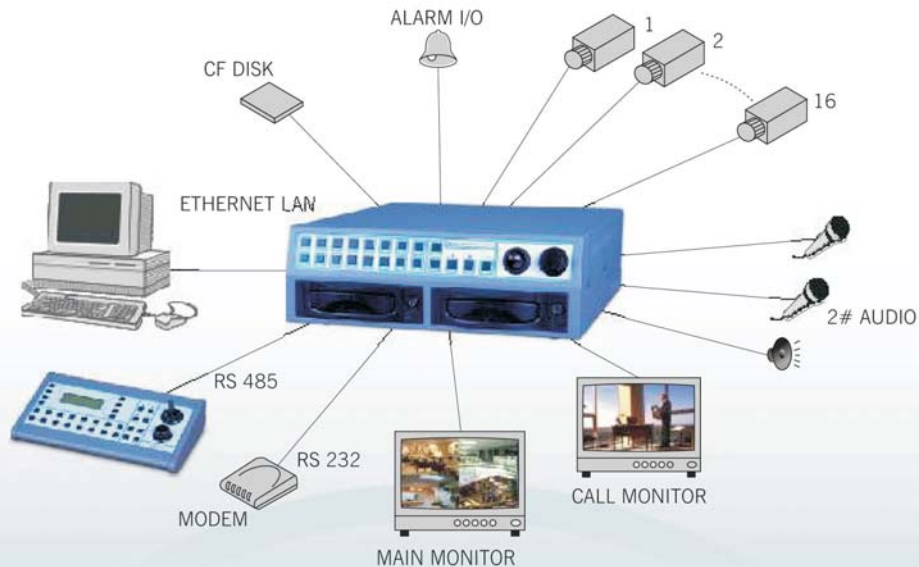 ALARM I/O
1
2
16
CF DISK
ETHERNET LAN
2# AUDIO
RS 485
RS 232
MODEM
CALL MONITOR
MAIN MONITOR